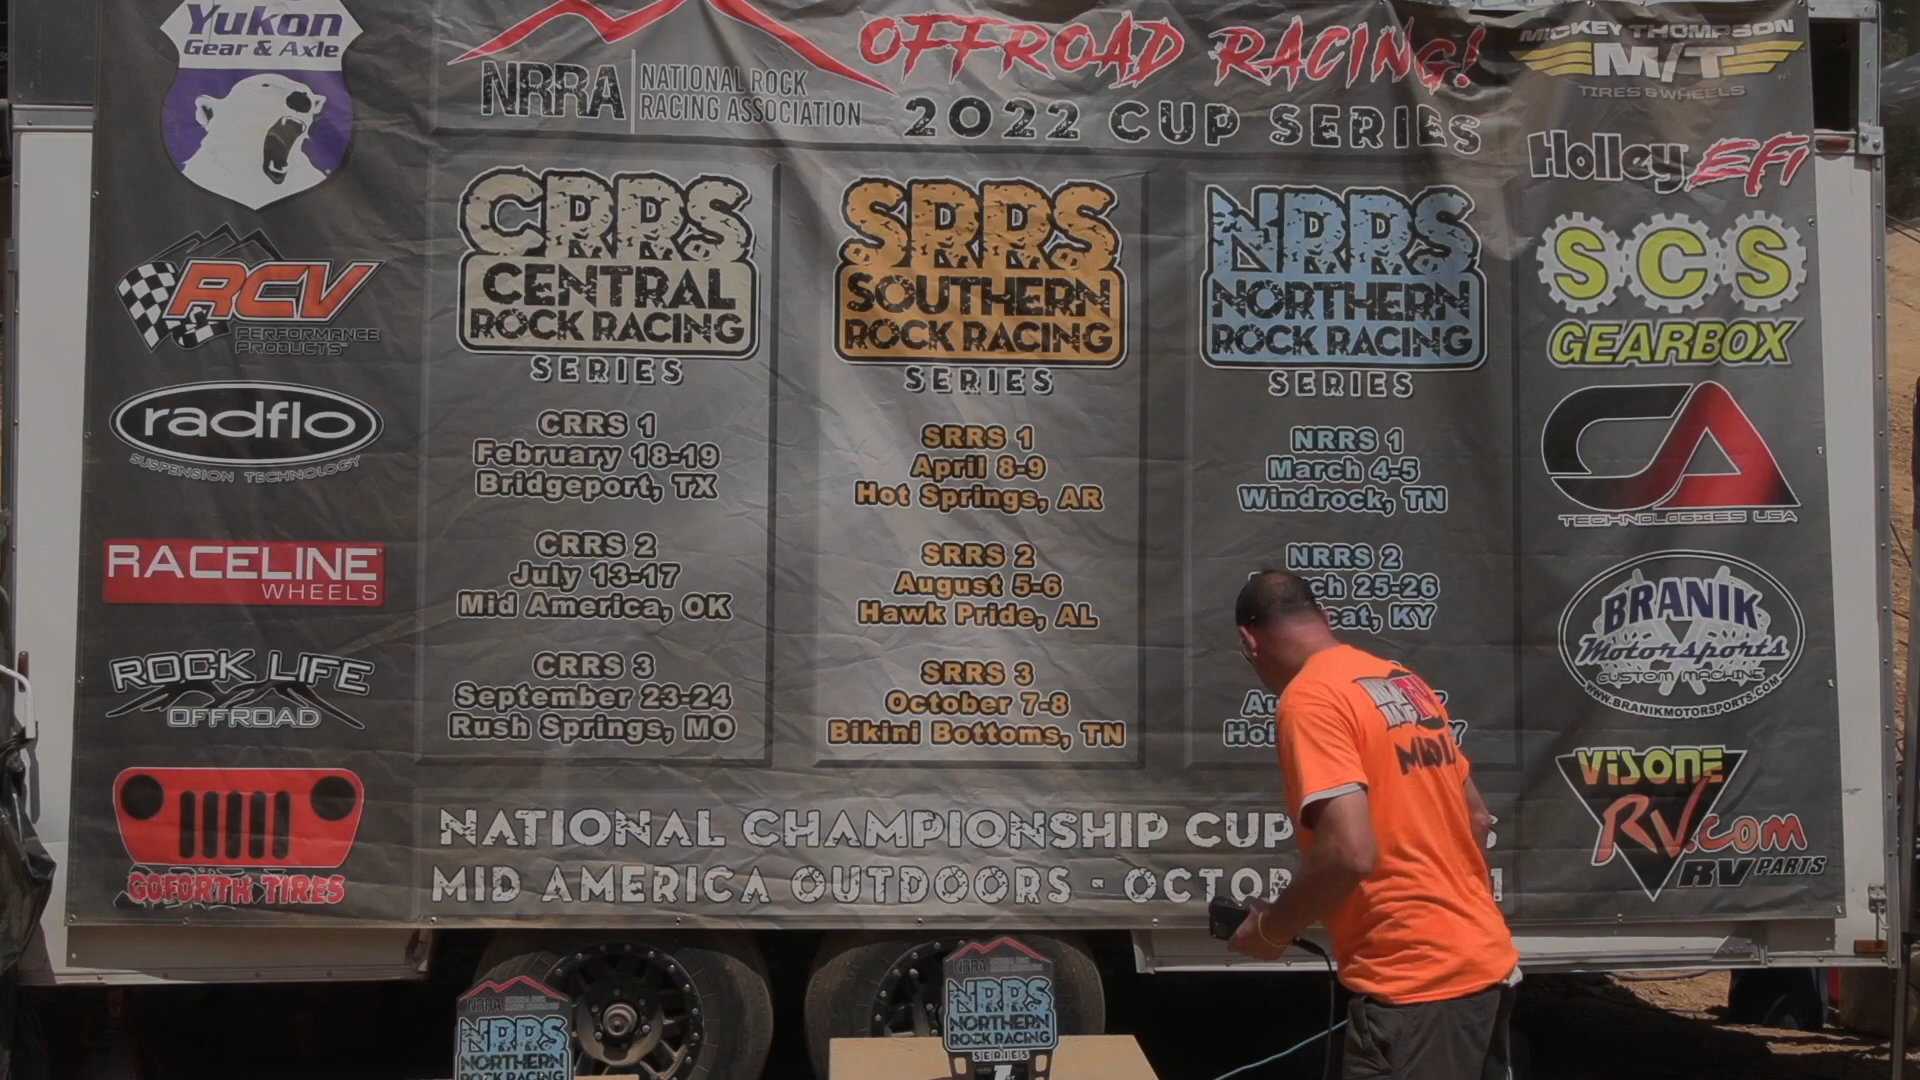 Yukon
Gear & Axle
RCV
PERFORMANCE
PRODUCTS
radflo
SUSPENSION TECHNOLOGY
RACELINE
WHEELS
ROCK LIFE
OFFROAD
GOFORTH TIRES
NRRA
NATIONAL ROCK
RACING ASSOCIATION
OFFROAD RACING!
2022 CUP SERIES
CRRS
CENTRAL
ROCK RACING
SERIES
CRRS 1
February 18-19
Bridgeport, TX
CRRS 2
July 13-17
Mid America, OK
CRRS 3
September 23-24
Rush Springs, MO
SRRS
SOUTHERN
ROCK RACING
SERIES
SRRS 1
April 8-9
Hot Springs, AR
SRRS 2
August 5-6
Hawk Pride, AL
SRRS 3
October 7-8
Bikini Bottoms, TN
NRRS
NORTHERN
ROCK RACING
SERIES
NRRS 1
March 4-5
Windrock, TN
NRRS 2
25-26
KY
NATIONAL CHAMPIONSHIP CUP
MID AMERICA OUTDOORS -
MICKEY THOMPSON
M/T
TIRES & WHEELS
Holley EFI
SCS
GEARBOX
CA
TECHNOLOGIES USA
BRANIK
Motorsports
CUSTOM MACHINE
WWW.BRANIKMOTORSPORTS.COM
VISONE
RV.COM
RV PARTS
NRRA
NRRS
NORTHERN
ROCK RACING
NRRA
NRRS
NORTHERN
ROCK RACING
SERIES